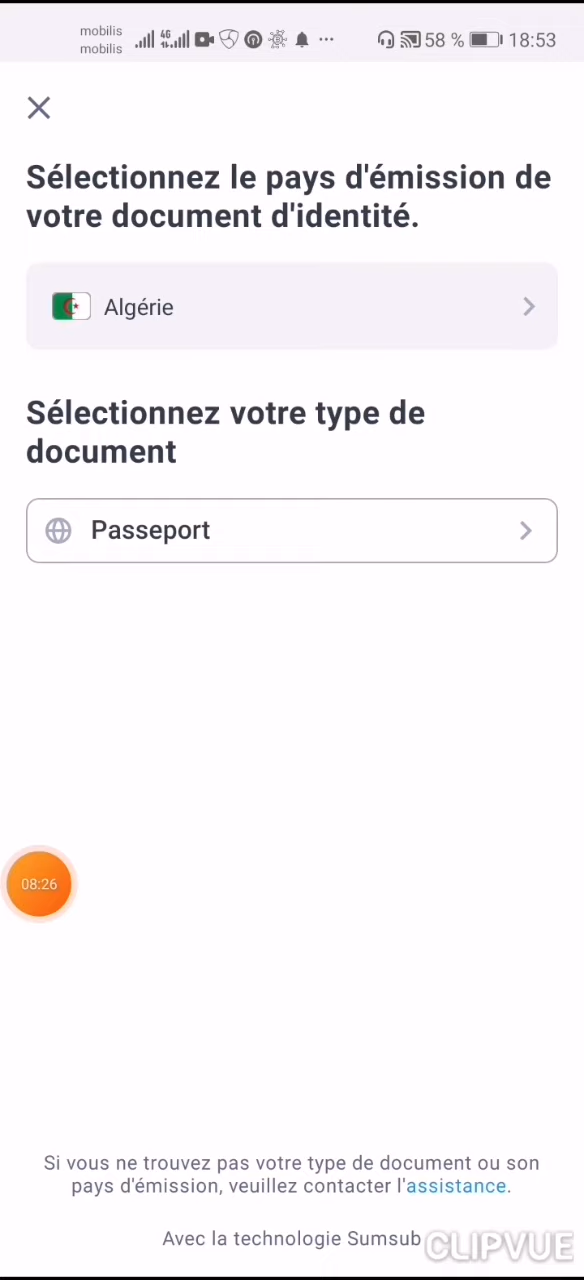 mobilis
mobilis
4G
58 %
18:53
Sélectionnez le pays d'émission de
votre document d'identité.
Algérie
Sélectionnez votre type de
document
Passeport
08:26
Si vous ne trouvez pas votre type de document ou son
pays d'émission, veuillez contacter l'assistance.
Avec la technologie Sumsub
CLIPVUE